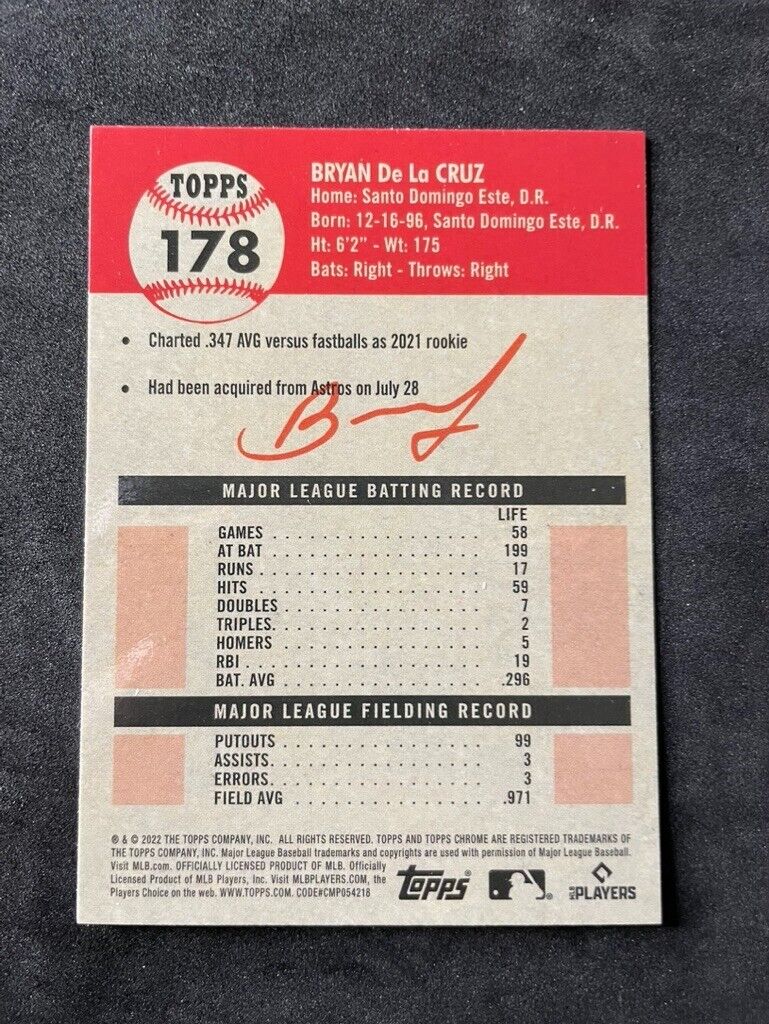 TOPPS
178
BRYAN De La CRUZ
Home: Santo Domingo Este, D.R.
Born: 12-16-96, Santo Domingo Este, D.R.
Ht: 6'2" - Wt: 175
Bats: Right - Throws: Right
• Charted .347 AVG versus fastballs as 2021 rookie
• Had been acquired from Astros on July 28
MAJOR LEAGUE BATTING RECORD
LIFE
GAMES . . . . . . . . . . . . . . . . . . 58
AT BAT . . . . . . . . . . . . . . . . . . 199
RUNS . . . . . . . . . . . . . . . . . . . 17
HITS . . . . . . . . . . . . . . . . . . . 59
DOUBLES . . . . . . . . . . . . . . . . 7
TRIPLES. . . . . . . . . . . . . . . . . 2
HOMERS . . . . . . . . . . . . . . . . 5
RBI . . . . . . . . . . . . . . . . . . . . 19
BAT. AVG . . . . . . . . . . . . . . . . .296
MAJOR LEAGUE FIELDING RECORD
PUTOUTS . . . . . . . . . . . . . . . . 99
ASSISTS. . . . . . . . . . . . . . . . . 3
ERRORS. . . . . . . . . . . . . . . . . 3
FIELD AVG . . . . . . . . . . . . . . . .971
® & © 2022 THE TOPPS COMPANY, INC. ALL RIGHTS RESERVED. TOPPS AND TOPPS CHROME ARE REGISTERED TRADEMARKS OF
THE TOPPS COMPANY, INC. Major League Baseball trademarks and copyrights are used with permission of Major League Baseball.
Visit MLB.com. OFFICIALLY LICENSED PRODUCT OF MLB. Officially
Licensed Product of MLB Players, Inc. Visit MLBPLAYERS.COM, the
Players Choice on the web. WWW.TOPPS.COM. CODE#CMP054218
topps®
MLB PLAYERS